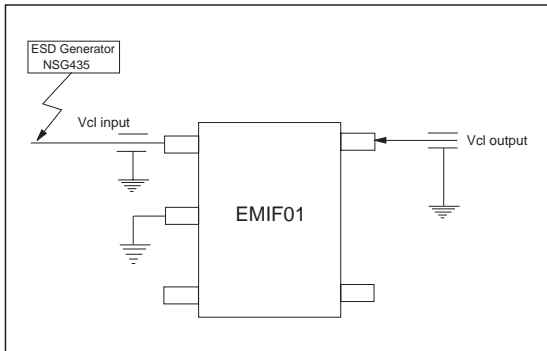 ESD Generator
NSG435
Vcl input
Vcl output
EMIF01